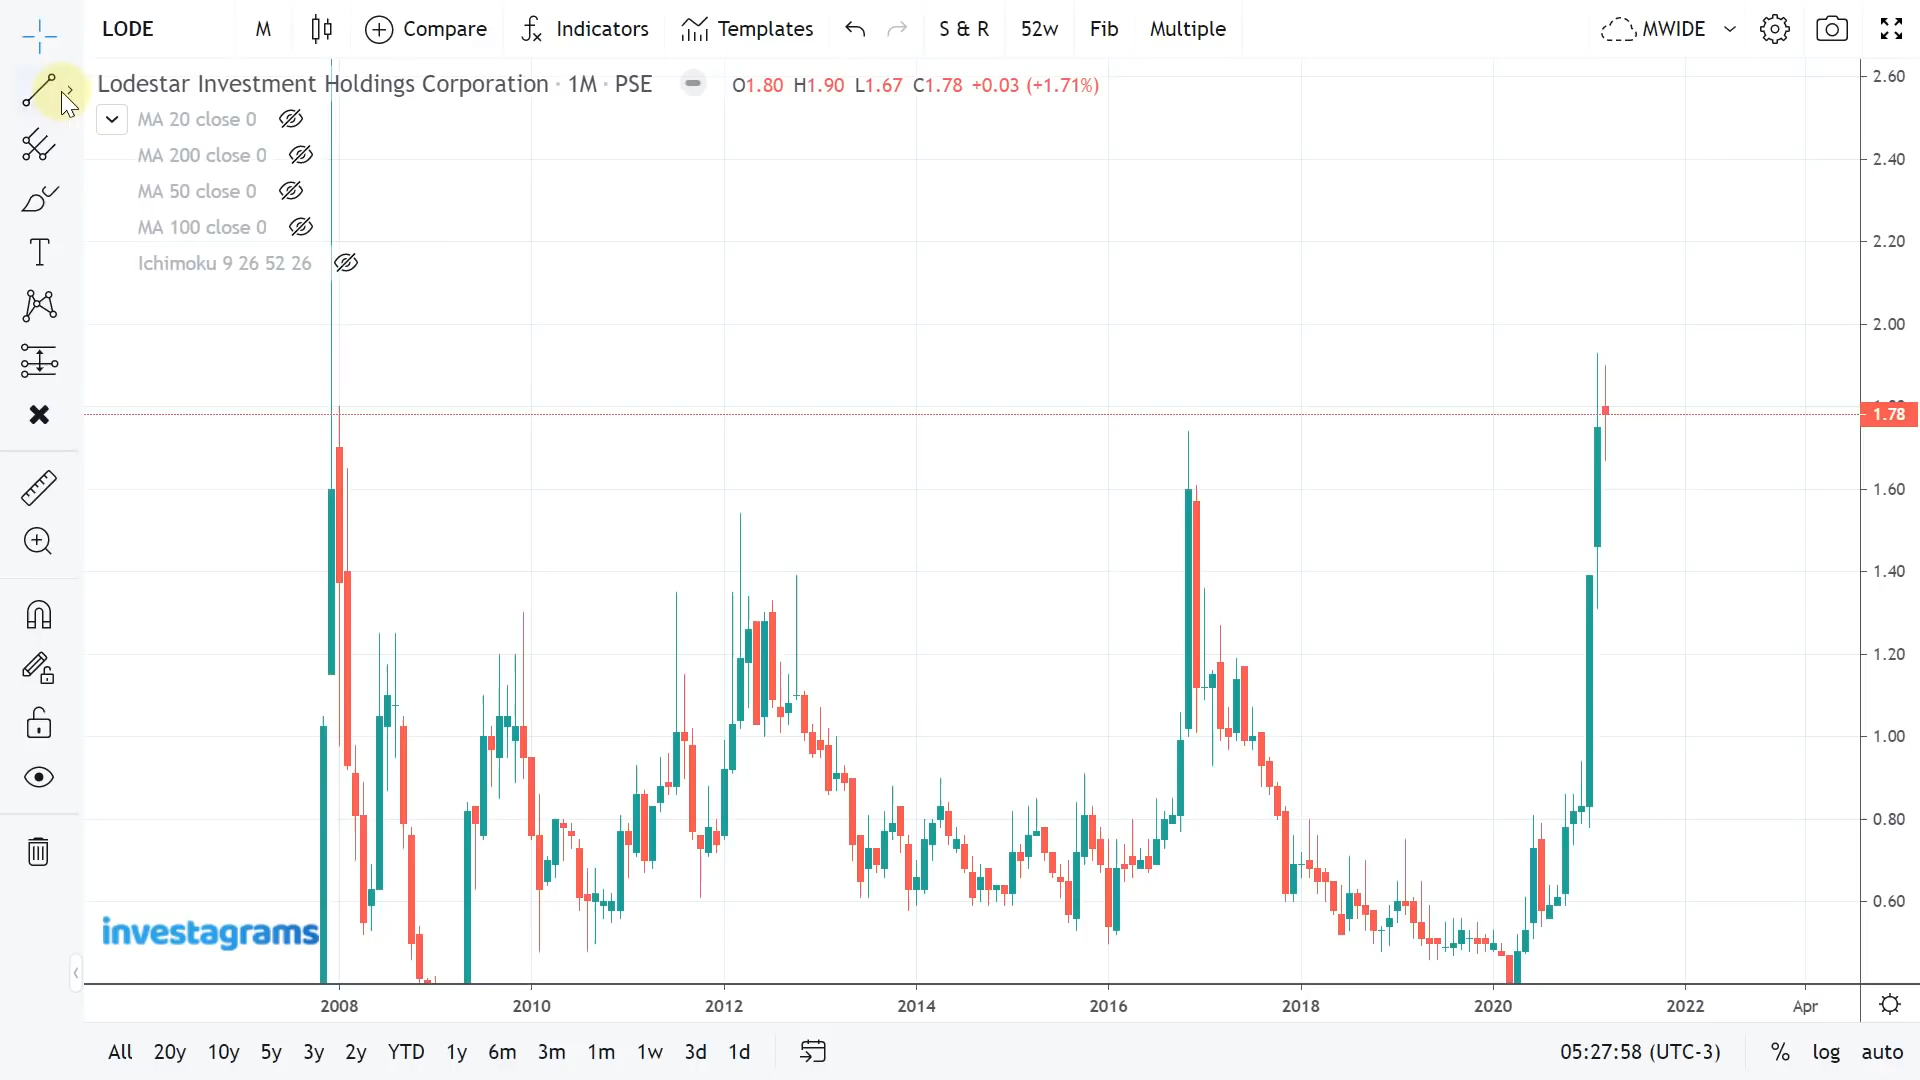 LODE M Compare Indicators Templates S & R 52w Fib Multiple MWIDE
Lodestar Investment Holdings Corporation · 1M · PSE O1.80 H1.90 L1.67 C1.78 +0.03 (+1.71%)
MA 20 close 0
MA 200 close 0
MA 50 close 0
MA 100 close 0
Ichimoku 9 26 52 26
2.60
2.40
2.20
2.00
1.78
1.60
1.40
1.20
1.00
0.80
0.60
investagrams
2008 2010 2012 2014 2016 2018 2020 2022 Apr
All 20y 10y 5y 3y 2y YTD 1y 6m 3m 1m 1w 3d 1d 05:27:58 (UTC-3) % log auto